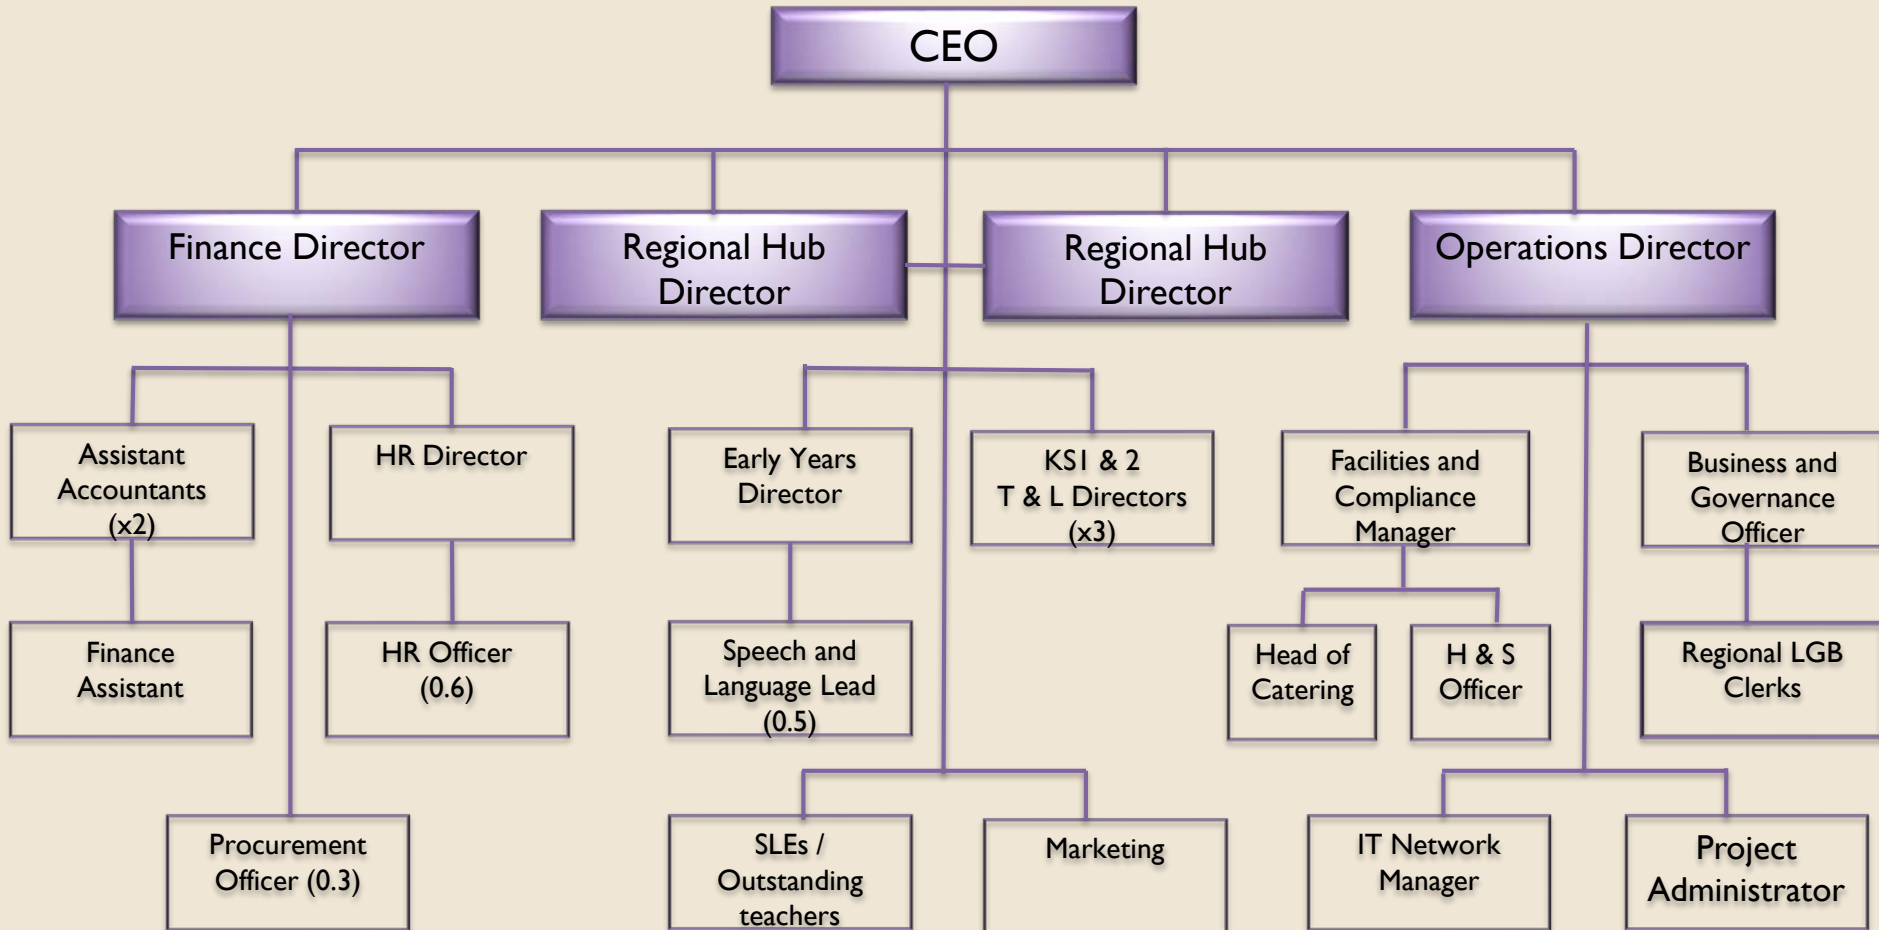 CEO
Finance Director
Regional Hub
Director
Regional Hub
Director
Operations Director
Assistant
Accountants
(x2)
HR Director
Early Years
Director
KS1 & 2
T & L Directors
(x3)
Facilities and
Compliance
Manager
Business and
Governance
Officer
Finance
Assistant
HR Officer
(0.6)
Speech and
Language Lead
(0.5)
Head of
Catering
H & S
Officer
Regional LGB
Clerks
Procurement
Officer (0.3)
SLEs /
Outstanding
teachers
Marketing
IT Network
Manager
Project
Administrator